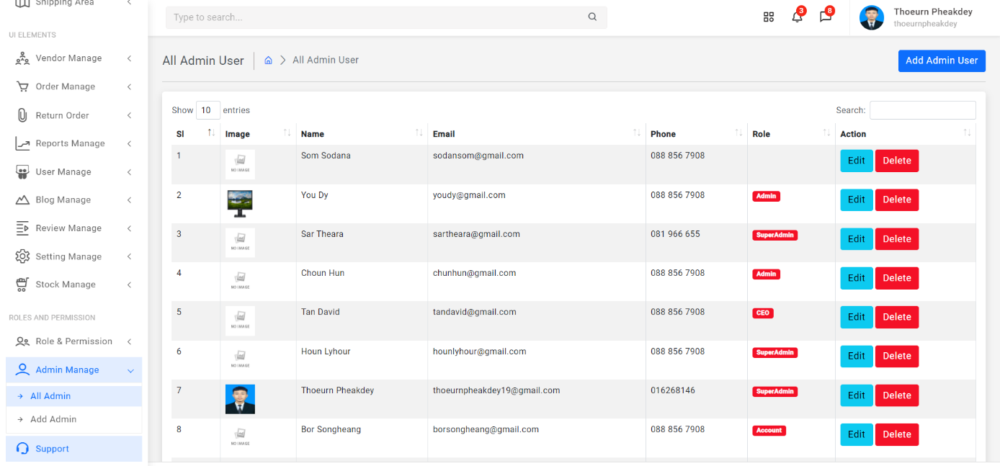 Shipping Area
UI ELEMENTS
Vendor Manage
Order Manage
Return Order
Reports Manage
User Manage
Blog Manage
Review Manage
Setting Manage
Stock Manage
ROLES AND PERMISSION
Role & Permission
Admin Manage
All Admin
Add Admin
Support
Type to search...
3
8
Thoeurn Pheakdey
thoeurnpheakdey
All Admin User
All Admin User
Add Admin User
Show 10 entries
Search:
Sl Image Name Email Phone Role Action
1 NO IMAGE Som Sodana sodansom@gmail.com 088 856 7908 Edit Delete
2 You Dy youdy@gmail.com 088 856 7908 Admin Edit Delete
3 NO IMAGE Sar Theara sartheara@gmail.com 081 966 655 SuperAdmin Edit Delete
4 NO IMAGE Choun Hun chunhun@gmail.com 088 856 7908 Admin Edit Delete
5 NO IMAGE Tan David tandavid@gmail.com 088 856 7908 CEO Edit Delete
6 NO IMAGE Houn Lyhour hounlyhour@gmail.com 088 856 7908 SuperAdmin Edit Delete
7 Thoeurn Pheakdey thoeurnpheakdey19@gmail.com 016268146 SuperAdmin Edit Delete
8 NO IMAGE Bor Songheang borsongheang@gmail.com 088 856 7908 Account Edit Delete